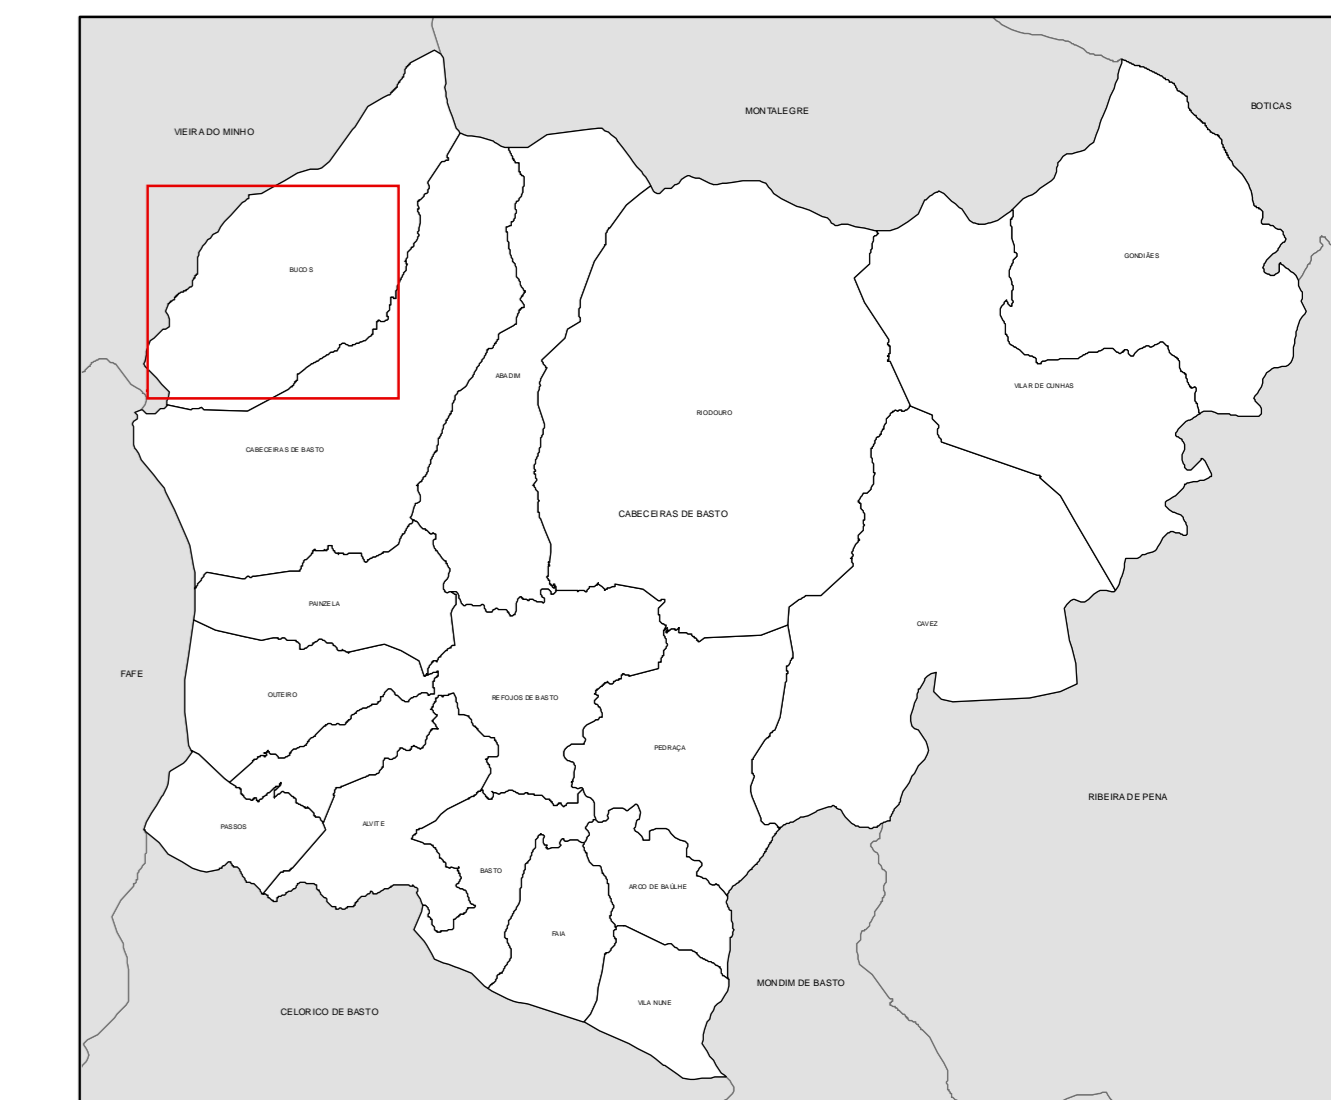 BOTICAS
MONTALEGRE
VIEIRA DO MINHO
GONDIÃES
BUCOS
ABADIM
VILAR DE CUNHAS
RIODOURO
CABECEIRAS DE BASTO
CABECEIRAS DE BASTO
PAINZELA
CAVEZ
FAFE
OUTEIRO
REFOJOS DE BASTO
PEDRAÇA
RIBEIRA DE PENA
PASSOS
ALVITE
BASTO
ARCO DE BAÚLHE
FAIA
MONDIM DE BASTO
VILA NUNE
CELORICO DE BASTO